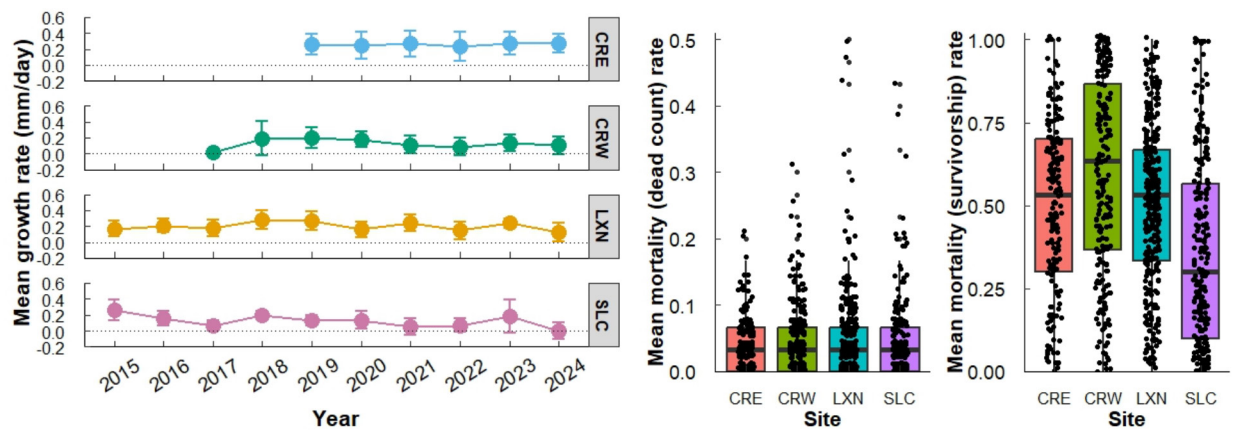 Mean growth rate (mm/day)
0.6
0.4
0.2
0.0
-0.2
CRE
0.6
0.4
0.2
0.0
-0.2
CRW
0.6
0.4
0.2
0.0
-0.2
LXN
0.6
0.4
0.2
0.0
-0.2
SLC
2015 2016 2017 2018 2019 2020 2021 2022 2023 2024
Year
Mean mortality (dead count) rate
0.5
0.4
0.3
0.2
0.1
0.0
CRE CRW LXN SLC
Site
Mean mortality (survivorship) rate
1.00
0.75
0.50
0.25
0.00
CRE CRW LXN SLC
Site